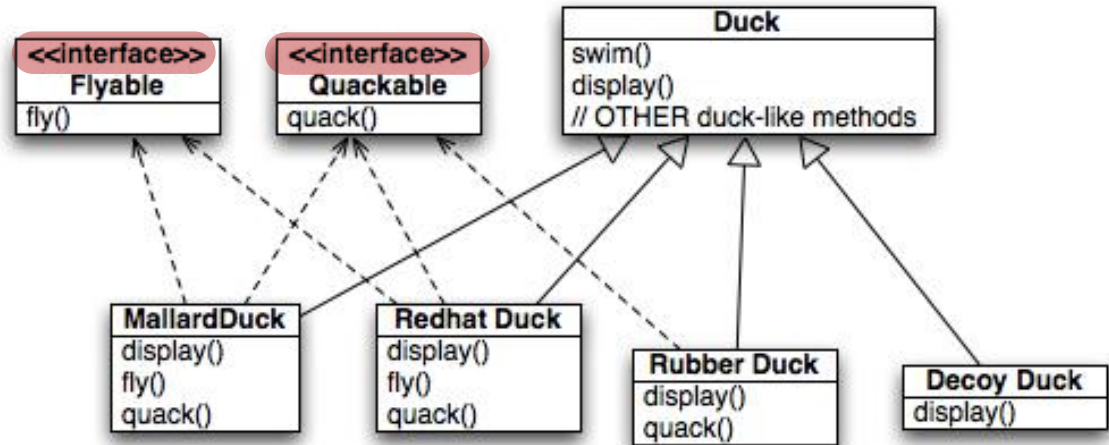 <<interface>>
Flyable
fly()
<<interface>>
Quackable
quack()
Duck
swim()
display()
// OTHER duck-like methods
MallardDuck
display()
fly()
quack()
Redhat Duck
display()
fly()
quack()
Rubber Duck
display()
quack()
Decoy Duck
display()